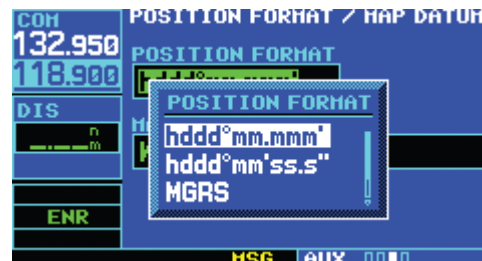 COM
132.950
118.900
DIS
n
m
ENR
POSITION FORMAT / MAP DATUM
POSITION FORMAT
POSITION FORMAT
hddd°mm.mmm'
hddd°mm'ss.s"
MGRS
MSG AUX